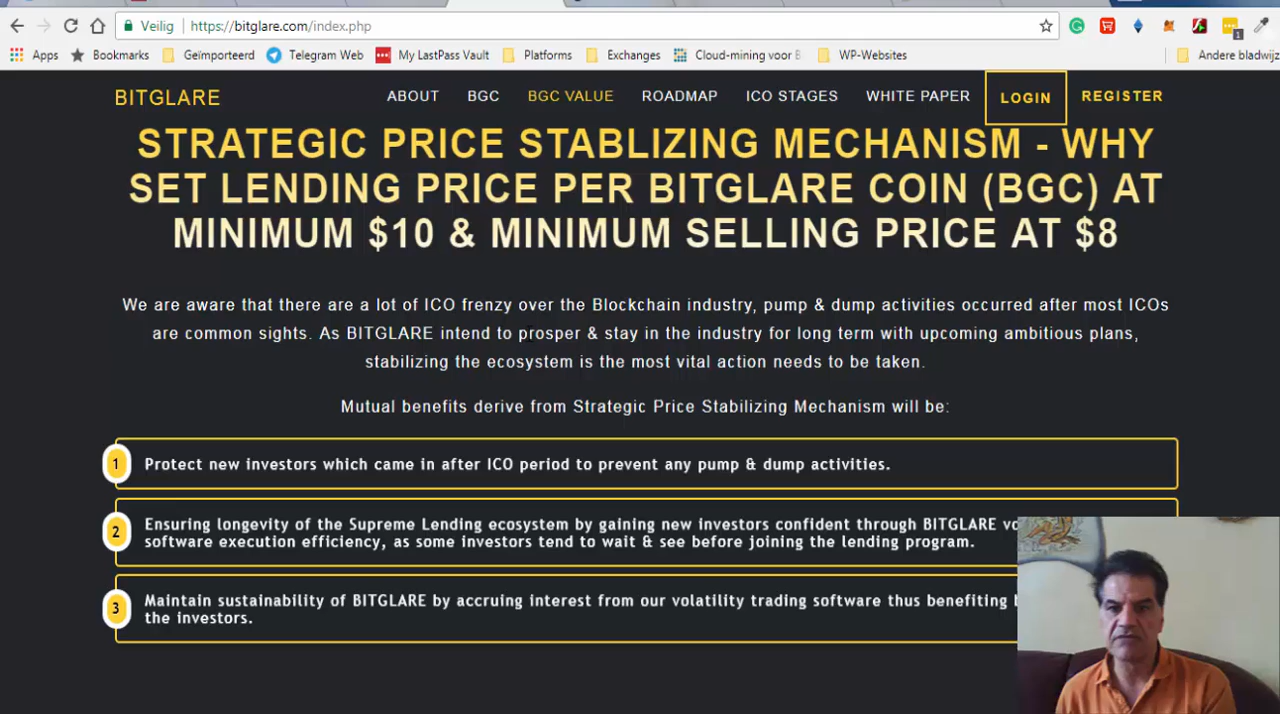 Veilig
https://bitglare.com/index.php
1
Apps
Bookmarks
Geïmporteerd
Telegram Web
My LastPass Vault
Platforms
Exchanges
Cloud-mining voor
WP-Websites
Andere bladwijz
BITGLARE
ABOUT
BGC
BGC VALUE
ROADMAP
ICO STAGES
WHITE PAPER
LOGIN
REGISTER
STRATEGIC PRICE STABLIZING MECHANISM - WHY
SET LENDING PRICE PER BITGLARE COIN (BGC) AT
MINIMUM $10 & MINIMUM SELLING PRICE AT $8
We are aware that there are a lot of ICO frenzy over the Blockchain industry, pump & dump activities occurred after most ICOs
are common sights. As BITGLARE intend to prosper & stay in the industry for long term with upcoming ambitious plans,
stabilizing the ecosystem is the most vital action needs to be taken.
Mutual benefits derive from Strategic Price Stabilizing Mechanism will be:
1
Protect new investors which came in after ICO period to prevent any pump & dump activities.
2
Ensuring longevity of the Supreme Lending ecosystem by gaining new investors confident through BITGLARE
software execution efficiency, as some investors tend to wait & see before joining the lending program.
3
Maintain sustainability of BITGLARE by accruing interest from our volatility trading software thus benefiting
the investors.